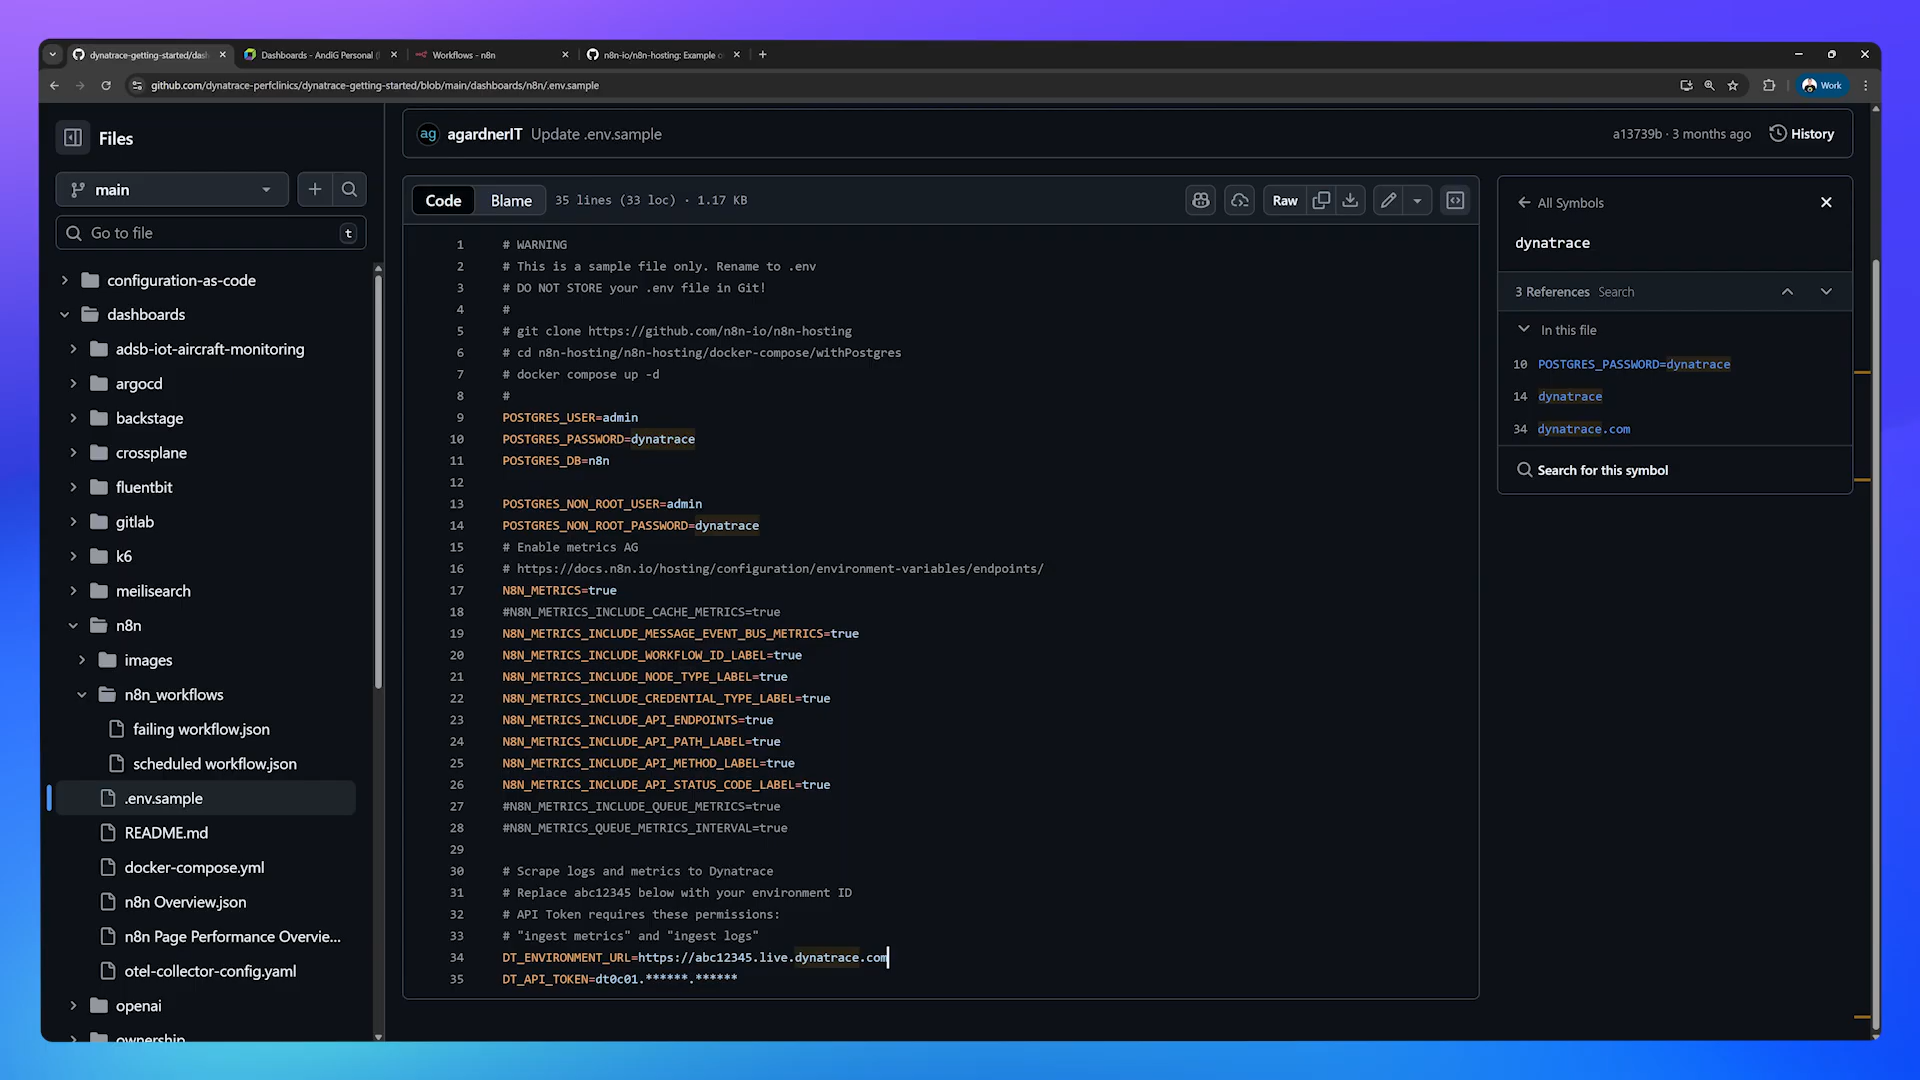 dynatrace-getting-started/dash
Dashboards - AndiG Personal (
Workflows - n8n
n8n-io/n8n-hosting: Example c
github.com/dynatrace-perfclinics/dynatrace-getting-started/blob/main/dashboards/n8n/.env.sample
Work
Files
main
Go to file
t
configuration-as-code
dashboards
adsb-iot-aircraft-monitoring
argocd
backstage
crossplane
fluentbit
gitlab
k6
meilisearch
n8n
images
n8n_workflows
failing workflow.json
scheduled workflow.json
.env.sample
README.md
docker-compose.yml
n8n Overview.json
n8n Page Performance Overvie...
otel-collector-config.yaml
openai
ownership
ag agardnerIT Update .env.sample
a13739b · 3 months ago
History
Code Blame 35 lines (33 loc) · 1.17 KB
Raw
1 # WARNING
2 # This is a sample file only. Rename to .env
3 # DO NOT STORE your .env file in Git!
4 #
5 # git clone https://github.com/n8n-io/n8n-hosting
6 # cd n8n-hosting/n8n-hosting/docker-compose/withPostgres
7 # docker compose up -d
8 #
9 POSTGRES_USER=admin
10 POSTGRES_PASSWORD=dynatrace
11 POSTGRES_DB=n8n
12
13 POSTGRES_NON_ROOT_USER=admin
14 POSTGRES_NON_ROOT_PASSWORD=dynatrace
15 # Enable metrics AG
16 # https://docs.n8n.io/hosting/configuration/environment-variables/endpoints/
17 N8N_METRICS=true
18 #N8N_METRICS_INCLUDE_CACHE_METRICS=true
19 N8N_METRICS_INCLUDE_MESSAGE_EVENT_BUS_METRICS=true
20 N8N_METRICS_INCLUDE_WORKFLOW_ID_LABEL=true
21 N8N_METRICS_INCLUDE_NODE_TYPE_LABEL=true
22 N8N_METRICS_INCLUDE_CREDENTIAL_TYPE_LABEL=true
23 N8N_METRICS_INCLUDE_API_ENDPOINTS=true
24 N8N_METRICS_INCLUDE_API_PATH_LABEL=true
25 N8N_METRICS_INCLUDE_API_METHOD_LABEL=true
26 N8N_METRICS_INCLUDE_API_STATUS_CODE_LABEL=true
27 #N8N_METRICS_INCLUDE_QUEUE_METRICS=true
28 #N8N_METRICS_QUEUE_METRICS_INTERVAL=true
29
30 # Scrape logs and metrics to Dynatrace
31 # Replace abc12345 below with your environment ID
32 # API Token requires these permissions:
33 # "ingest metrics" and "ingest logs"
34 DT_ENVIRONMENT_URL=https://abc12345.live.dynatrace.com
35 DT_API_TOKEN=dt0c01.******.******
All Symbols
dynatrace
3 References Search
In this file
10 POSTGRES_PASSWORD=dynatrace
14 dynatrace
34 dynatrace.com
Search for this symbol